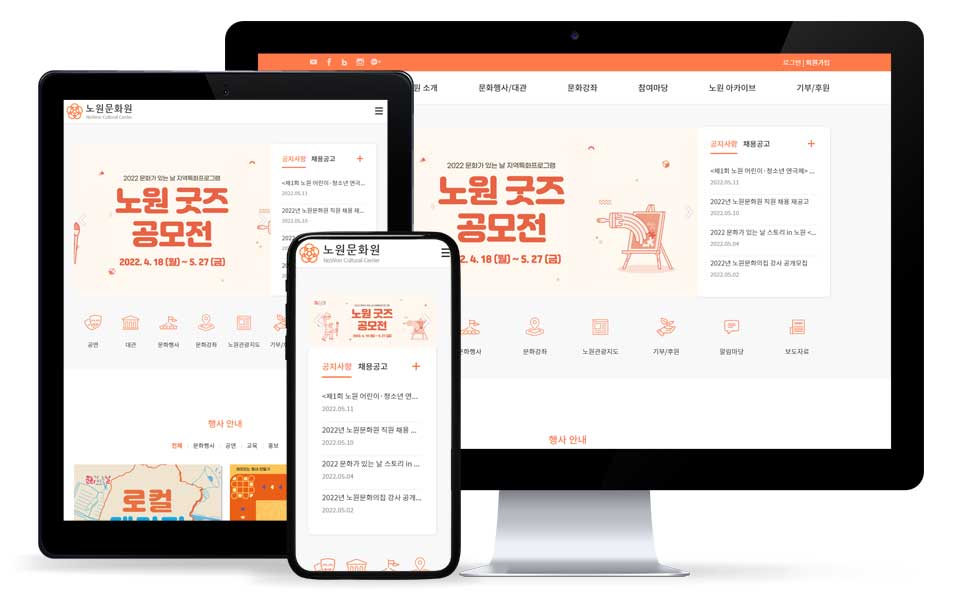 로그인 | 회원가입
원 소개
문화행사/대관
문화강좌
참여마당
노원 아카이브
기부/후원
2022 문화가 있는 날 지역특화프로그램
노원 굿즈
공모전
2022. 4. 18 (월) ~ 5. 27 (금)
공지사항 채용공고 +
<제1회 노원 어린이·청소년 연극제> ...
2022.05.11
2022년 노원문화원 직원 채용 재공고
2022.05.10
2022 문화가 있는 날 스토리 in 노원 <...
2022.05.04
2022년 노원문화의집 강사 공개모집
2022.05.02
문화행사
문화강좌
노원관광지도
기부/후원
알림마당
보도자료
행사 안내
노원문화원
NoWon Cultural Center
2022 문화가 있는 날 지역특화프로그램
노원 굿즈
공모전
2022. 4. 18 (월) ~ 5. 27 (금)
공지사항 채용공고 +
<제1회 노원 어린이·청소년 연극...
2022.05.11
2022년 노원문화원 직원 채용 재...
2022.05.10
공연
대관
문화행사
문화강좌
노원관광지도
기부/후
행사 안내
전체
문화행사
공연
교육
홍보
로컬
노원문화원
NoWon Cultural Center
노원 굿즈
공모전
공지사항 채용공고 +
<제1회 노원 어린이·청소년 연...
2022.05.11
2022년 노원문화원 직원 채용 ...
2022.05.10
2022 문화가 있는 날 스토리 in ...
2022.05.04
2022년 노원문화의집 강사 공개...
2022.05.02